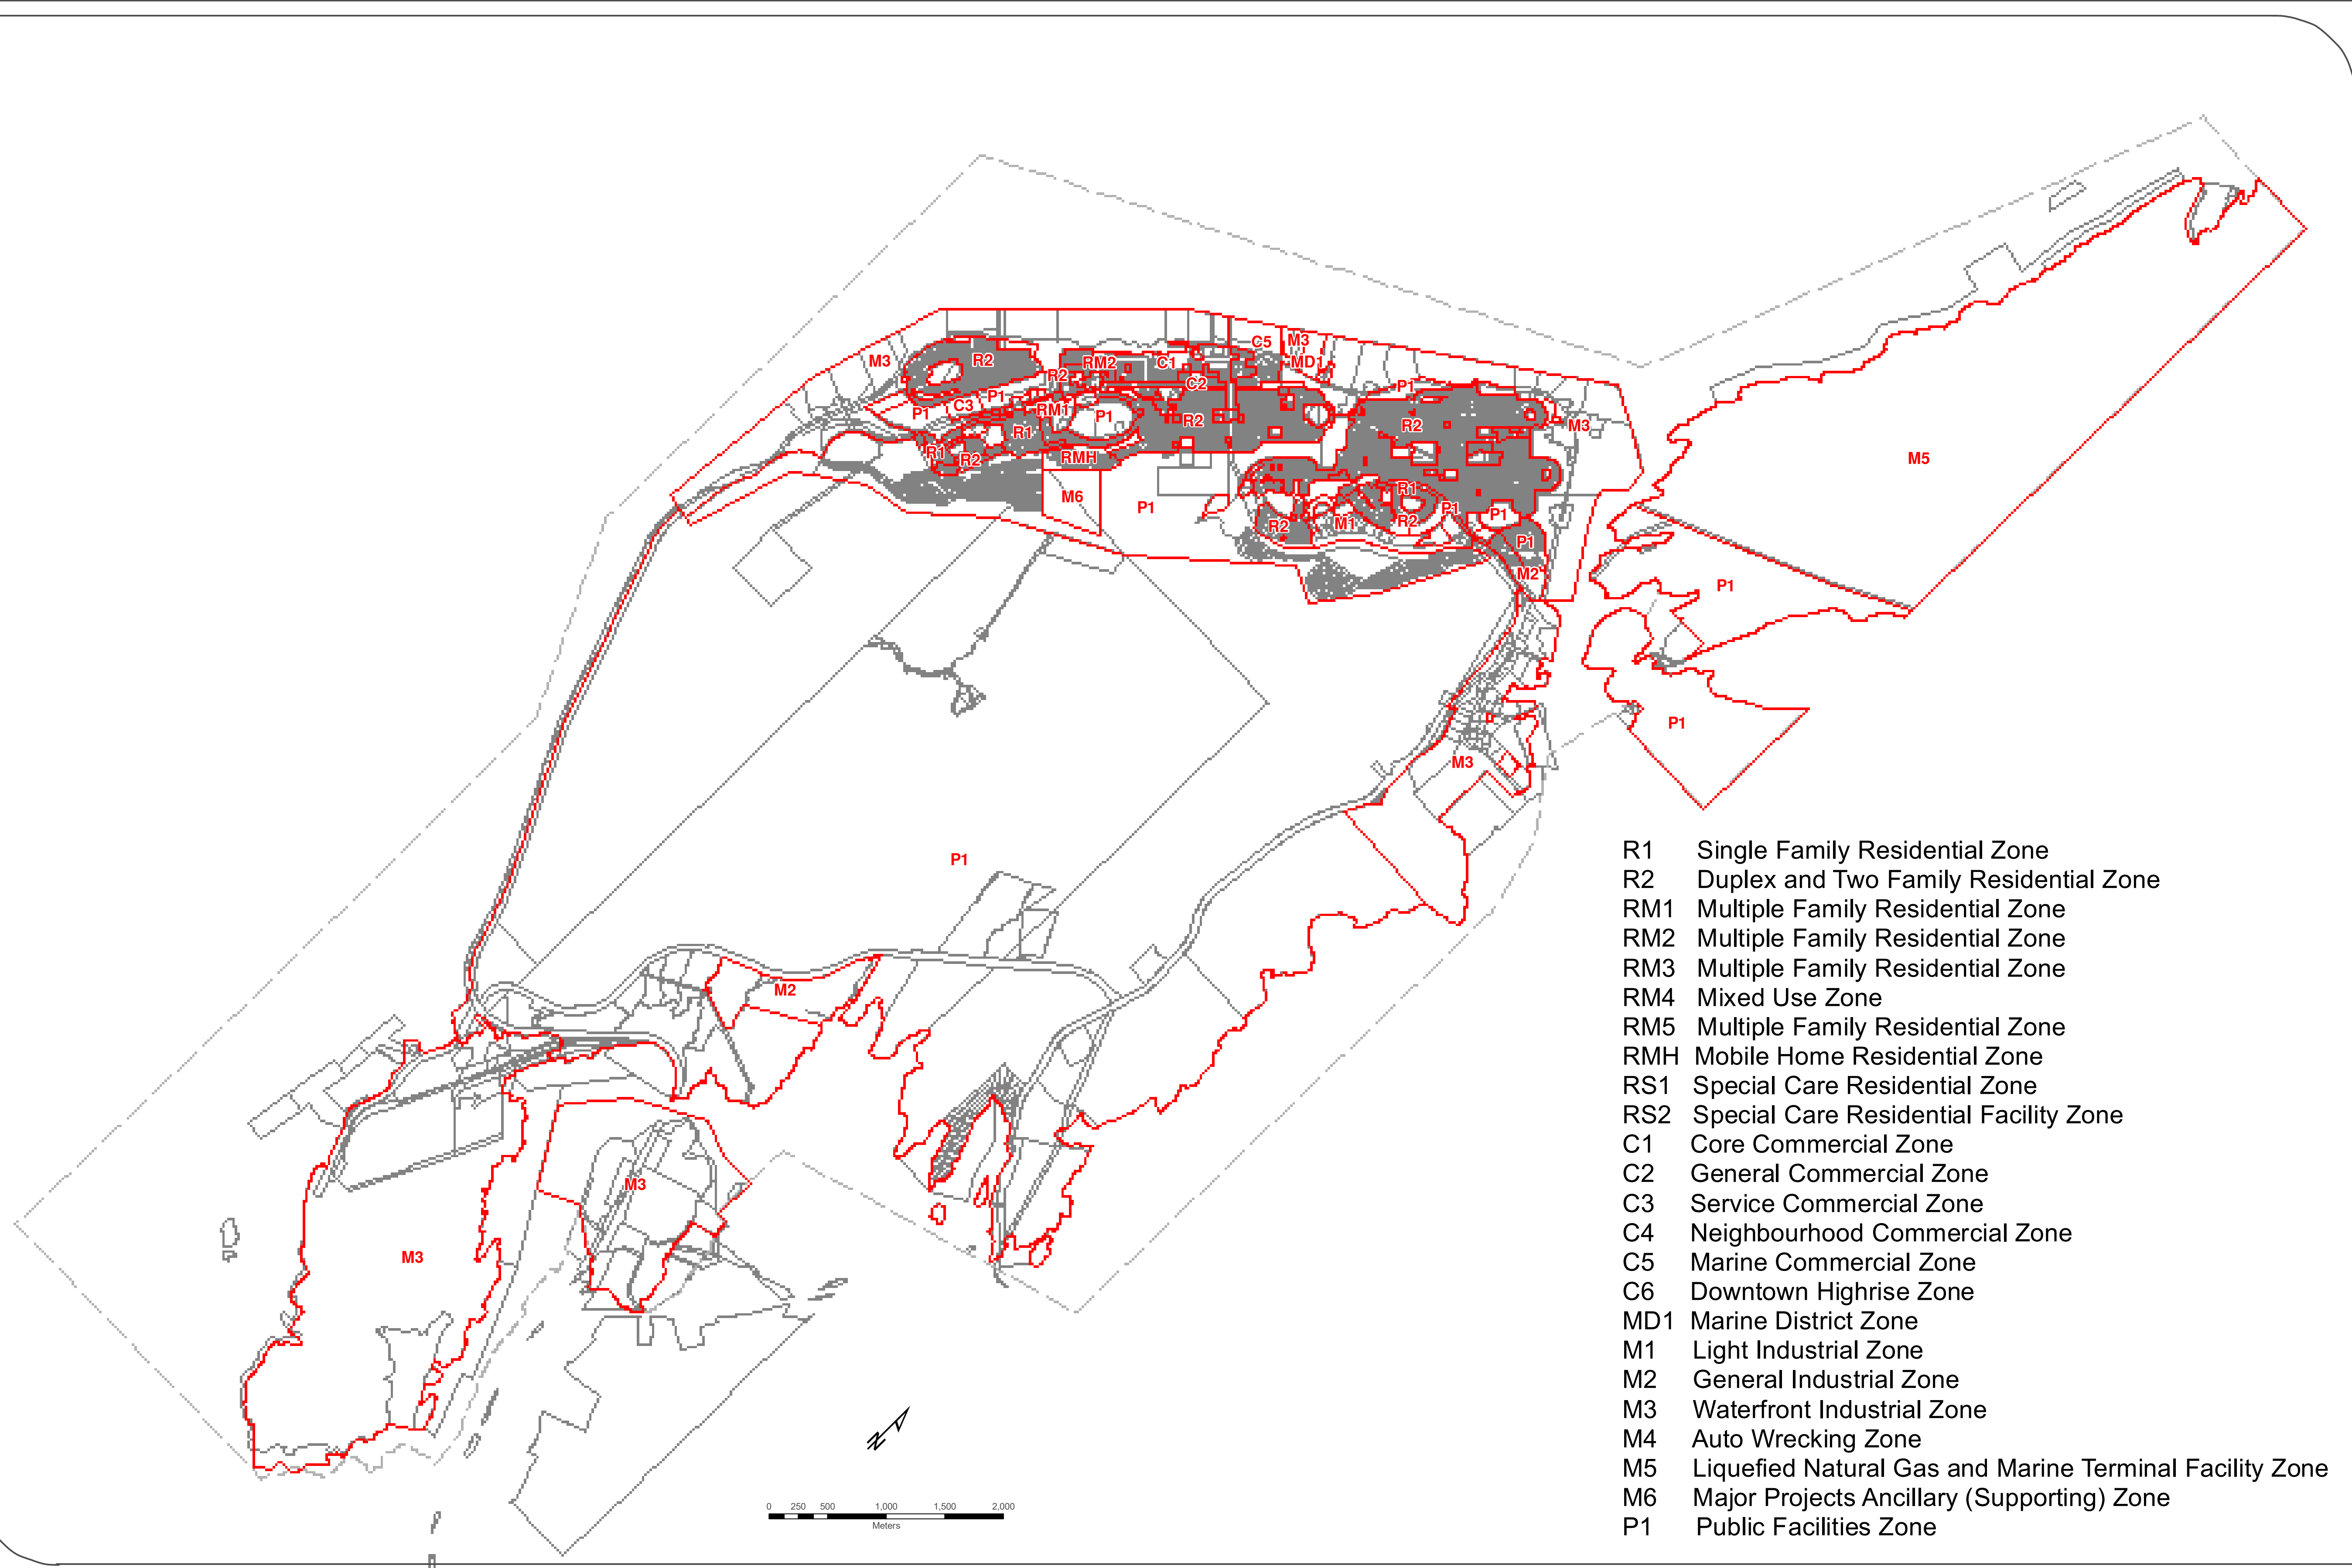 C5
M3
M3
R2
RM2
C1
MD1
R2
C2
P1
P1
C3
P1
RM1
P1
R2
R2
M3
R1
R1
R2
RMH
M5
M6
P1
R1
P1
R2
M1
R2
P1
P1
M2
P1
P1
M3
P1
M2
M3
M3
R1 Single Family Residential Zone
R2 Duplex and Two Family Residential Zone
RM1 Multiple Family Residential Zone
RM2 Multiple Family Residential Zone
RM3 Multiple Family Residential Zone
RM4 Mixed Use Zone
RM5 Multiple Family Residential Zone
RMH Mobile Home Residential Zone
RS1 Special Care Residential Zone
RS2 Special Care Residential Facility Zone
C1 Core Commercial Zone
C2 General Commercial Zone
C3 Service Commercial Zone
C4 Neighbourhood Commercial Zone
C5 Marine Commercial Zone
C6 Downtown Highrise Zone
MD1 Marine District Zone
M1 Light Industrial Zone
M2 General Industrial Zone
M3 Waterfront Industrial Zone
M4 Auto Wrecking Zone
M5 Liquefied Natural Gas and Marine Terminal Facility Zone
M6 Major Projects Ancillary (Supporting) Zone
P1 Public Facilities Zone
N
0 250 500 1,000 1,500 2,000
Meters